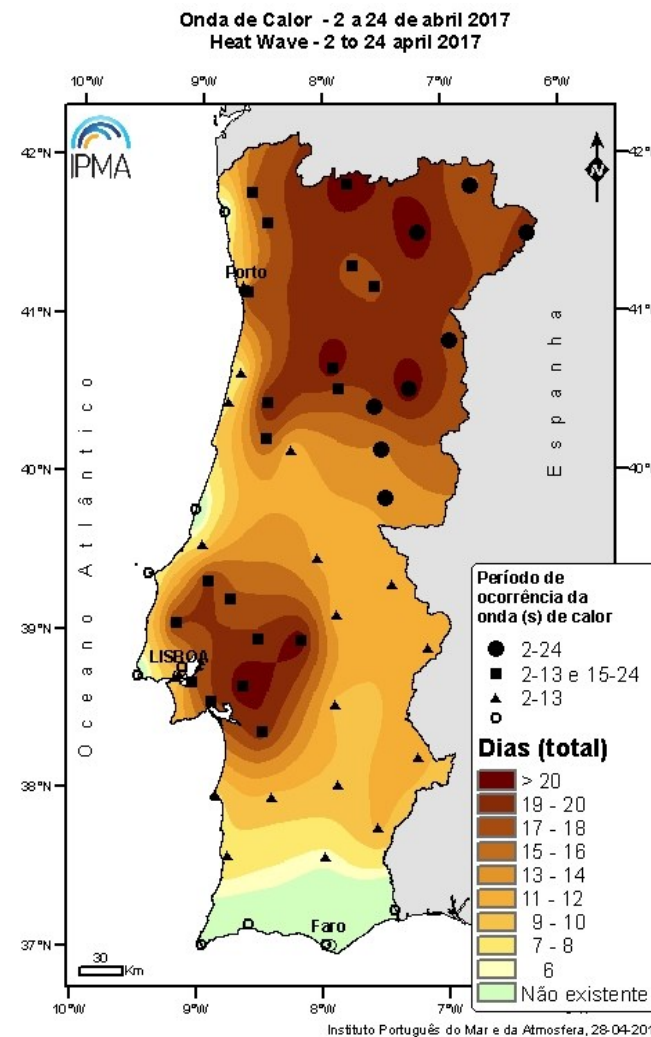 Onda de Calor - 2 a 24 de abril 2017
Heat Wave - 2 to 24 april 2017
10°W 9°W 8°W 7°W 6°W
IPMA
N
42°N 42°N
Porto
41°N 41°N
Oceano Atlântico
Espanha
40°N 40°N
39°N
LISBOA
38°N
37°N
Faro
30
Km
Período de
ocorrência da
onda (s) de calor
2-24
2-13 e 15-24
2-13
Dias (total)
> 20
19 - 20
17 - 18
15 - 16
13 - 14
11 - 12
9 - 10
7 - 8
6
Não existente
10°W 9°W 8°W 7°W
Instituto Português do Mar e da Atmosfera, 28-04-201